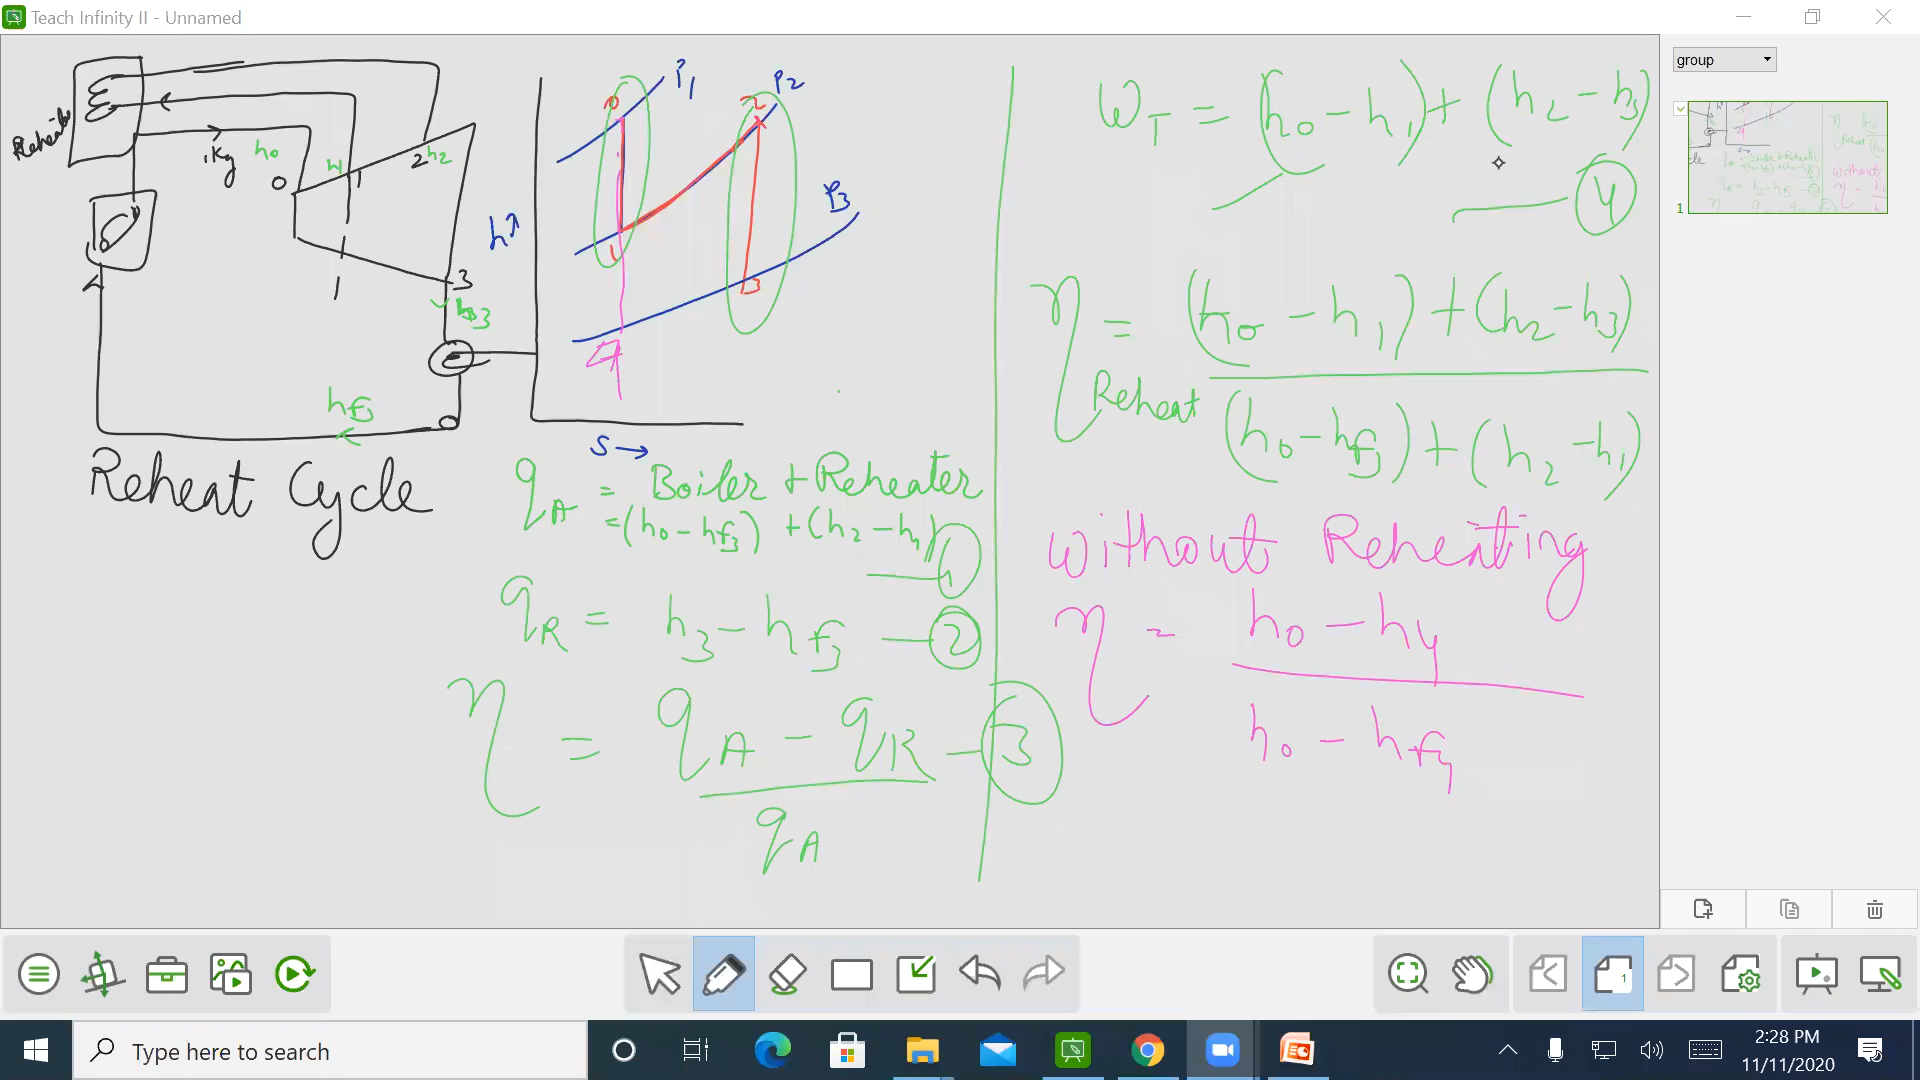 Teach Infinity II - Unnamed
group
1
P1
P2
P3
0
2
1
3
4
h
s →
1kg
h0
0
1
2
h2
3
hf3
Reheat Cycle
qA = Boiler + Reheater
= (h0 - hf3) + (h2 - h1)
1
qR = h3 - hf3 — 2
η = qA - qR — 3
qA
WT = (h0 - h1) + (h2 - h3)
4
η Reheat = (h0 - h1) + (h2 - h3)
(h0 - hf3) + (h2 - h1)
without Reheating
η = h0 - h4
h0 - hf4
1
Type here to search
2:28 PM
11/11/2020